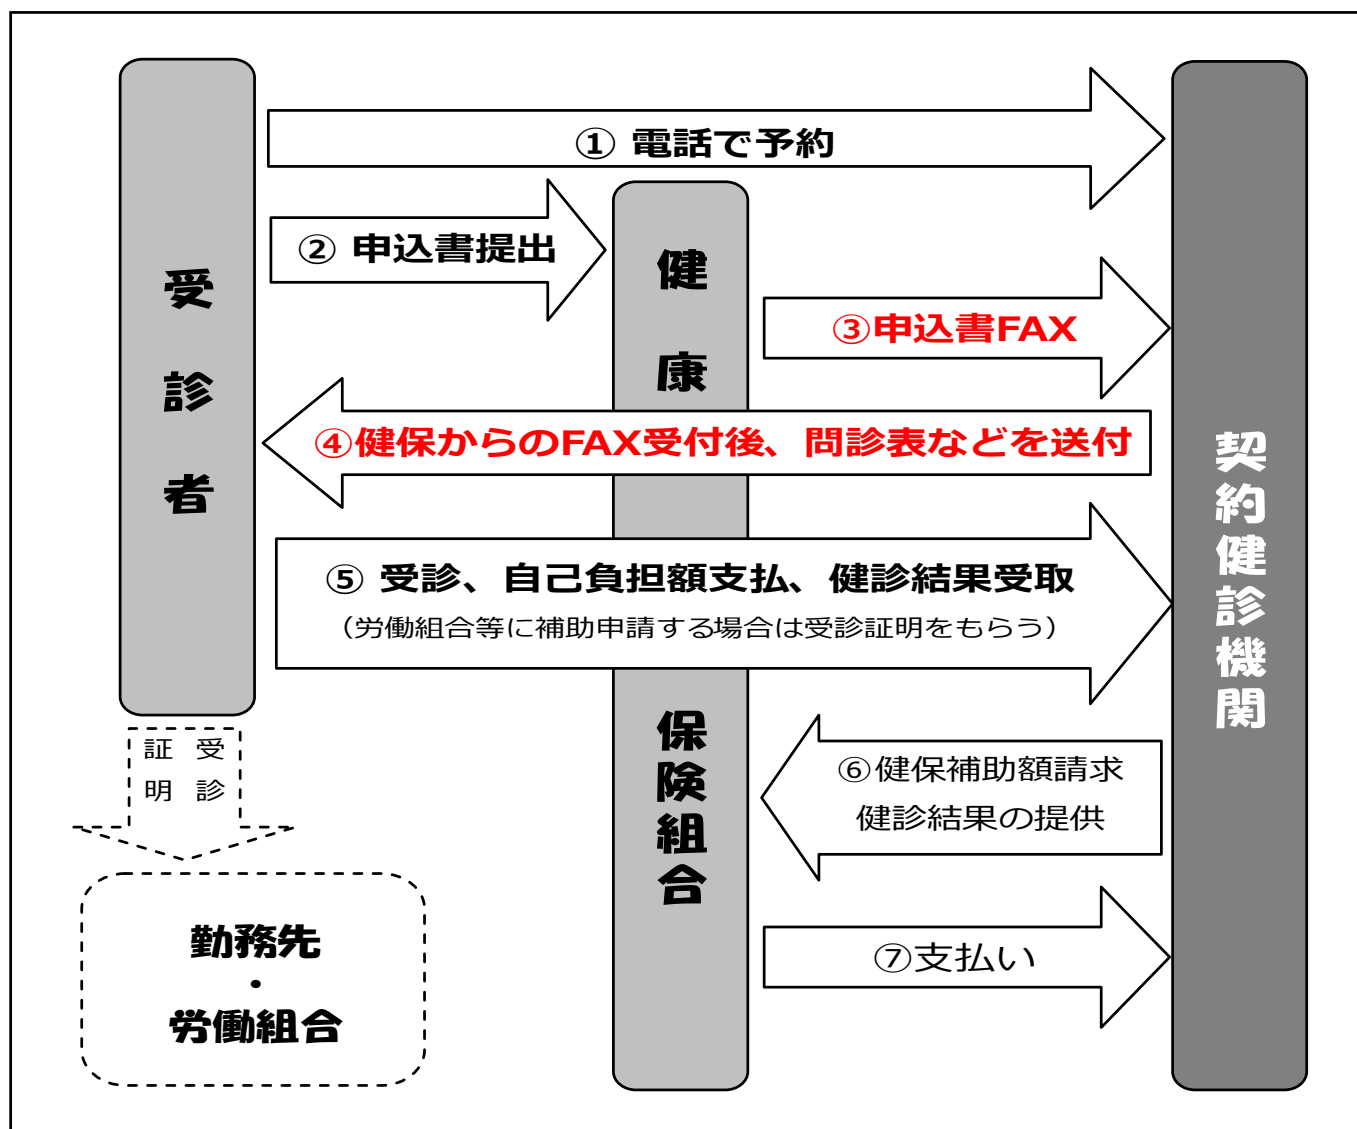 ① 電話で予約
② 申込書提出
③申込書FAX
④健保からのFAX受付後、問診表などを送付
⑤ 受診、自己負担額支払、健診結果受取
（労働組合等に補助申請する場合は受診証明をもらう）
⑥健保補助額請求
健診結果の提供
⑦支払い
受診者
健康保険組合
契約健診機関
受診
証明
勤務先
・
労働組合